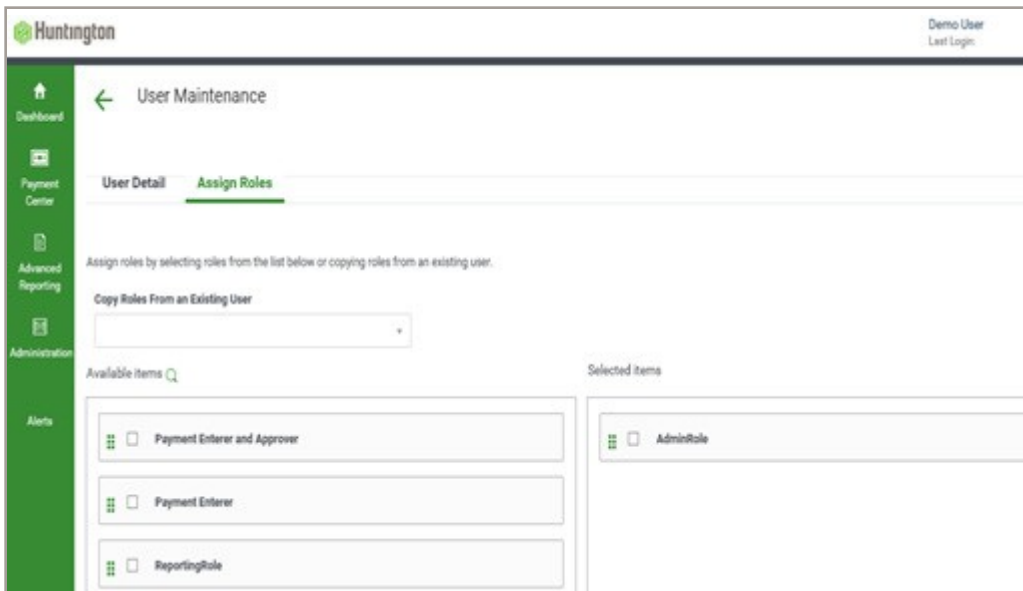 Huntington
Demo User
Last Login:
Dashboard
Payment
Center
Advanced
Reporting
Administration
Alerts
User Maintenance
User Detail
Assign Roles
Assign roles by selecting roles from the list below or copying roles from an existing user.
Copy Roles From an Existing User
Available items
Selected items
Payment Enterer and Approver
AdminRole
Payment Enterer
ReportingRole